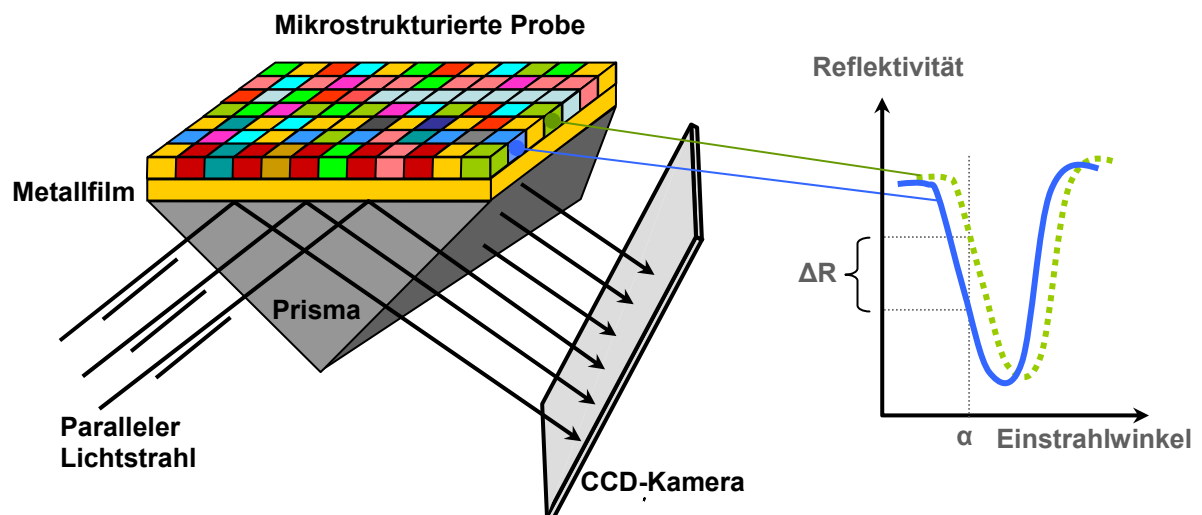 Mikrostrukturierte Probe
Metallfilm
Prisma
Paralleler
Lichtstrahl
CCD-Kamera
Reflektivität
ΔR
α
Einstrahlwinkel